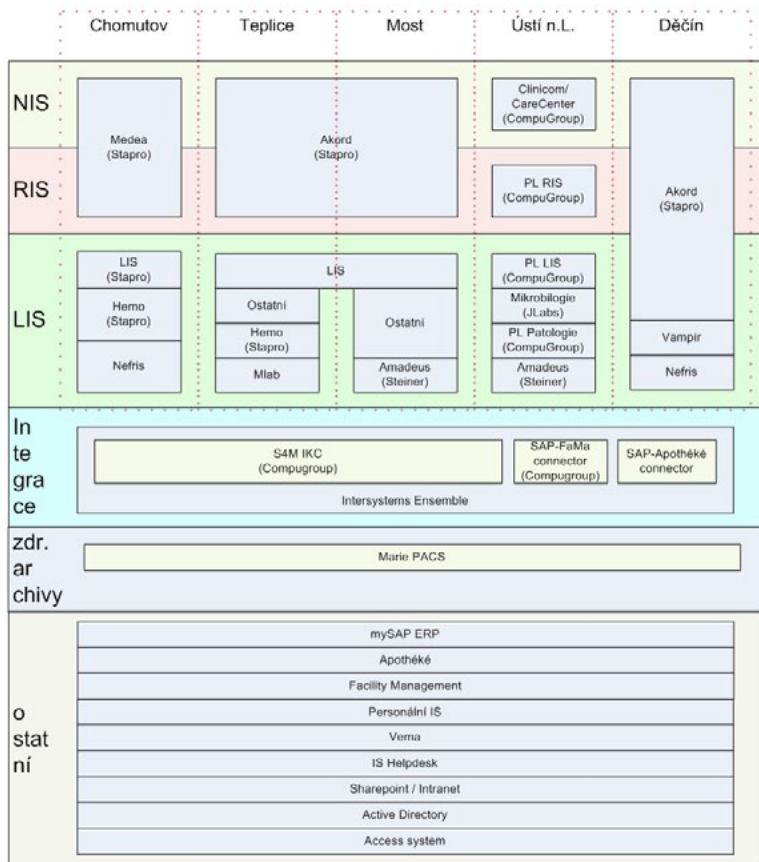 Chomutov
Teplice
Most
Ústí n.L.
Děčín
NIS
Medea
(Stapro)
Akord
(Stapro)
Clinicom/
CareCenter
(CompuGroup)
Akord
(Stapro)
RIS
PL RIS
(CompuGroup)
LIS
LIS
(Stapro)
Hemo
(Stapro)
Nefris
LIS
Ostatní
Hemo
(Stapro)
Mlab
Ostatní
Amadeus
(Steiner)
PL LIS
(CompuGroup)
Mikrobilogie
(JLabs)
PL Patologie
(CompuGroup)
Amadeus
(Steiner)
Vampír
Nefris
In
te
gra
ce
S4M IKC
(Compugroup)
SAP-FaMa
connector
(Compugroup)
SAP-Apothéké
connector
Intersystems Ensemble
zdr.
ar
chivy
Marie PACS
o
stat
ní
mySAP ERP
Apothéké
Facility Management
Personální IS
Vema
IS Helpdesk
Sharepoint / Intranet
Active Directory
Access system